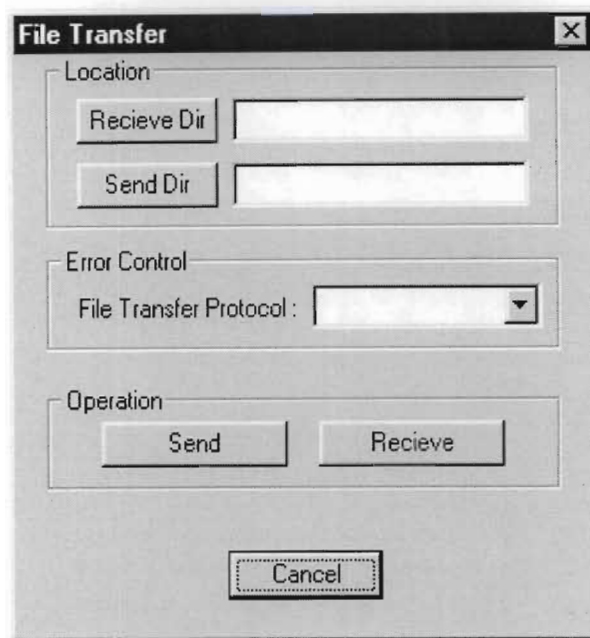 File Transfer
Location
Recieve Dir
Send Dir
Error Control
File Transfer Protocol :
Operation
Send Recieve
Cancel